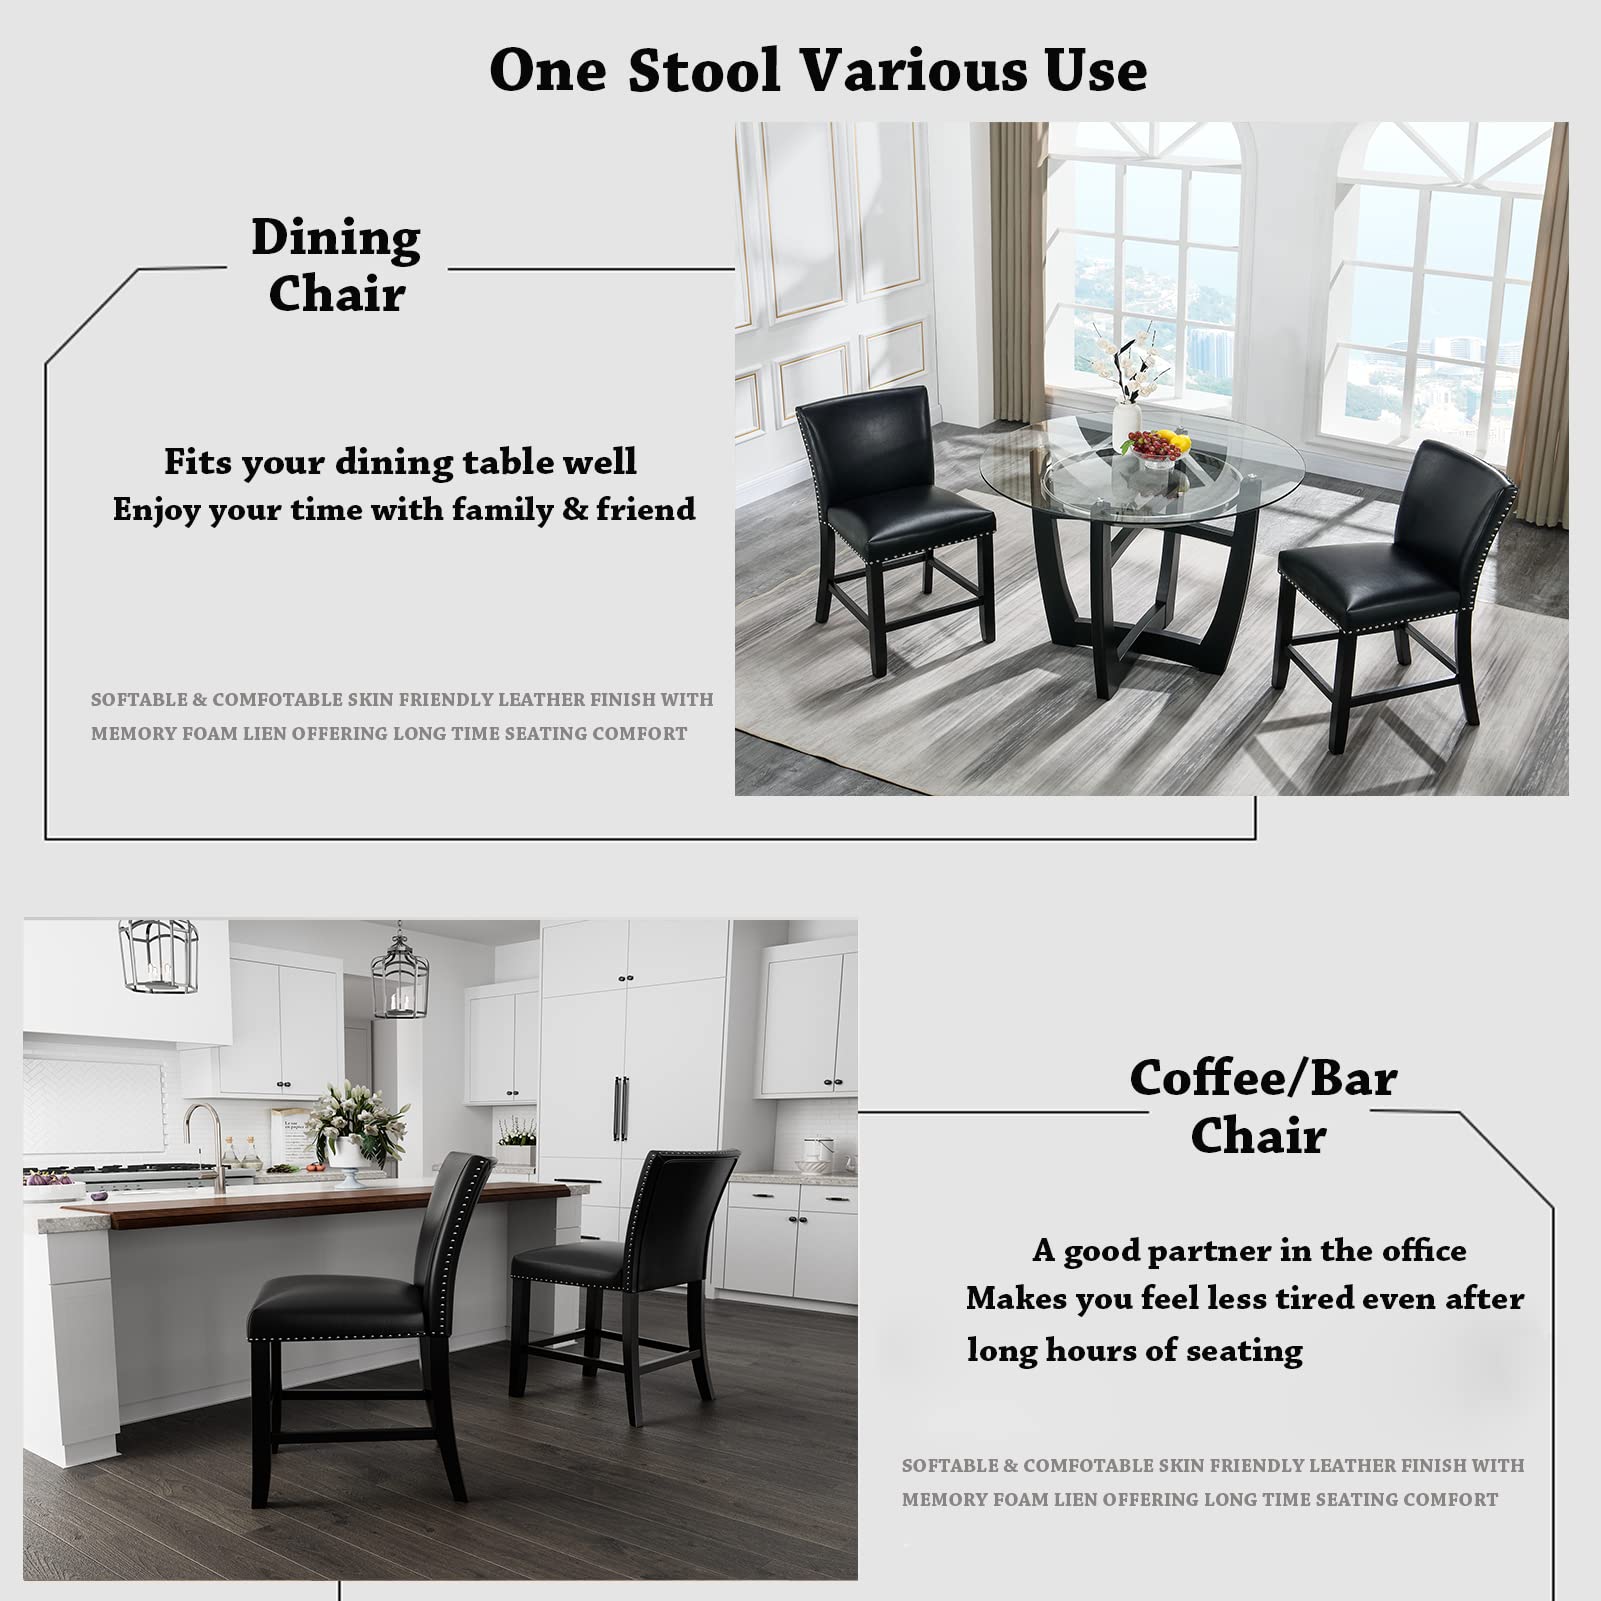 One Stool Various Use
Dining
Chair
Fits your dining table well
Enjoy your time with family & friend
SOFTABLE & COMFOTABLE SKIN FRIENDLY LEATHER FINISH WITH
MEMORY FOAM LIEN OFFERING LONG TIME SEATING COMFORT
Coffee/Bar
Chair
A good partner in the office
Makes you feel less tired even after
long hours of seating
SOFTABLE & COMFOTABLE SKIN FRIENDLY LEATHER FINISH WITH
MEMORY FOAM LIEN OFFERING LONG TIME SEATING COMFORT